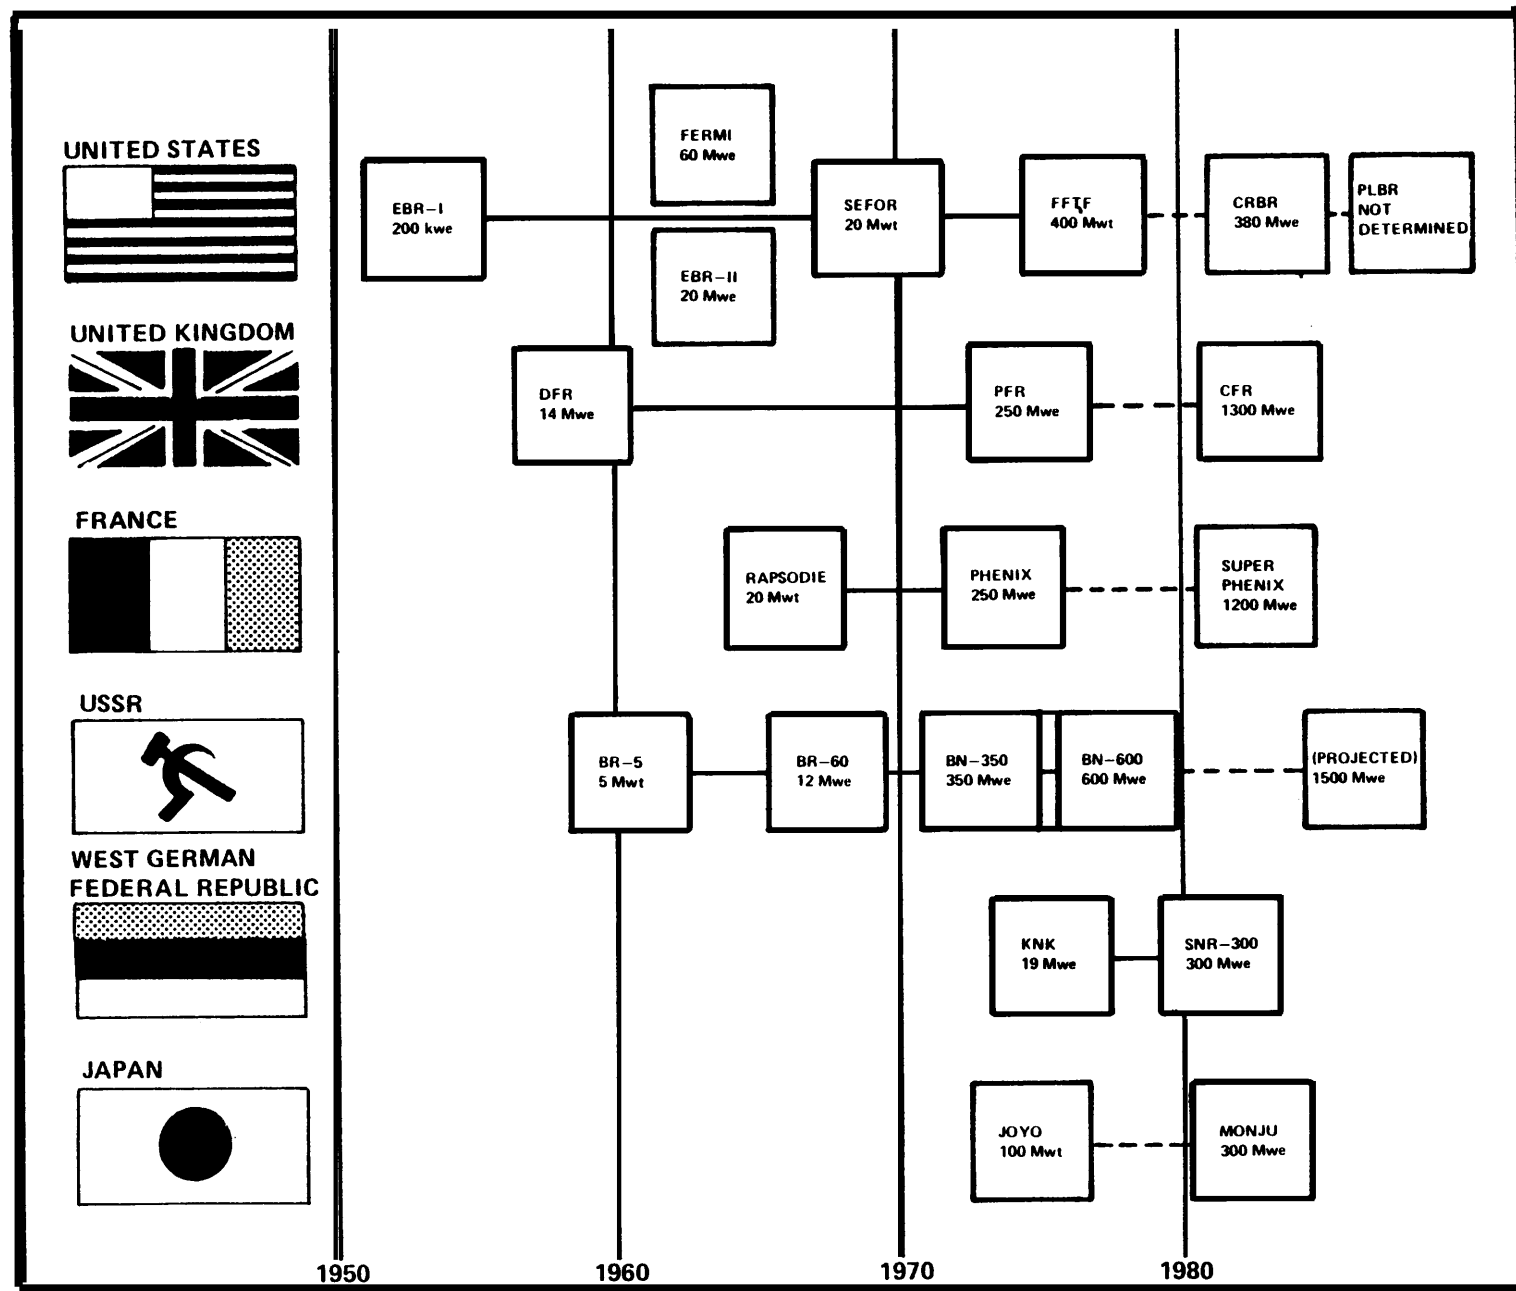 UNITED STATES
EBR-I
200 kwe
FERMI
60 Mwe
EBR-II
20 Mwe
SEFOR
20 Mwt
FFTF
400 Mwt
CRBR
380 Mwe
PLBR
NOT
DETERMINED
UNITED KINGDOM
DFR
14 Mwe
PFR
250 Mwe
CFR
1300 Mwe
FRANCE
RAPSODIE
20 Mwt
PHENIX
250 Mwe
SUPER
PHENIX
1200 Mwe
USSR
BR-5
5 Mwt
BR-60
12 Mwe
BN-350
350 Mwe
BN-600
600 Mwe
(PROJECTED)
1500 Mwe
WEST GERMAN
FEDERAL REPUBLIC
KNK
19 Mwe
SNR-300
300 Mwe
JAPAN
JOYO
100 Mwt
MONJU
300 Mwe
1950
1960
1970
1980